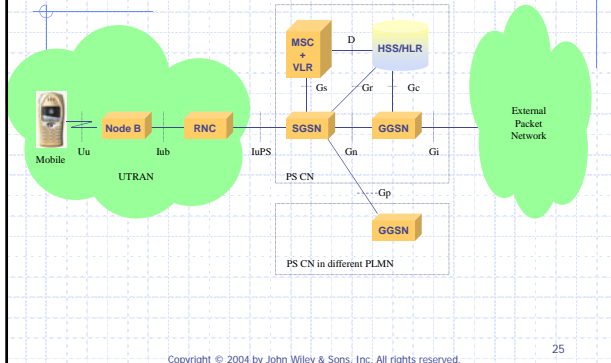 MSC
+
VLR
D
HSS/HLR
Gs
Gr
Gc
Node B
RNC
SGSN
GGSN
External
Packet
Network
Mobile
Uu
Iub
IuPS
Gn
Gi
UTRAN
PS CN
Gp
GGSN
PS CN in different PLMN
25
Copyright © 2004 by John Wiley & Sons, Inc. All rights reserved.